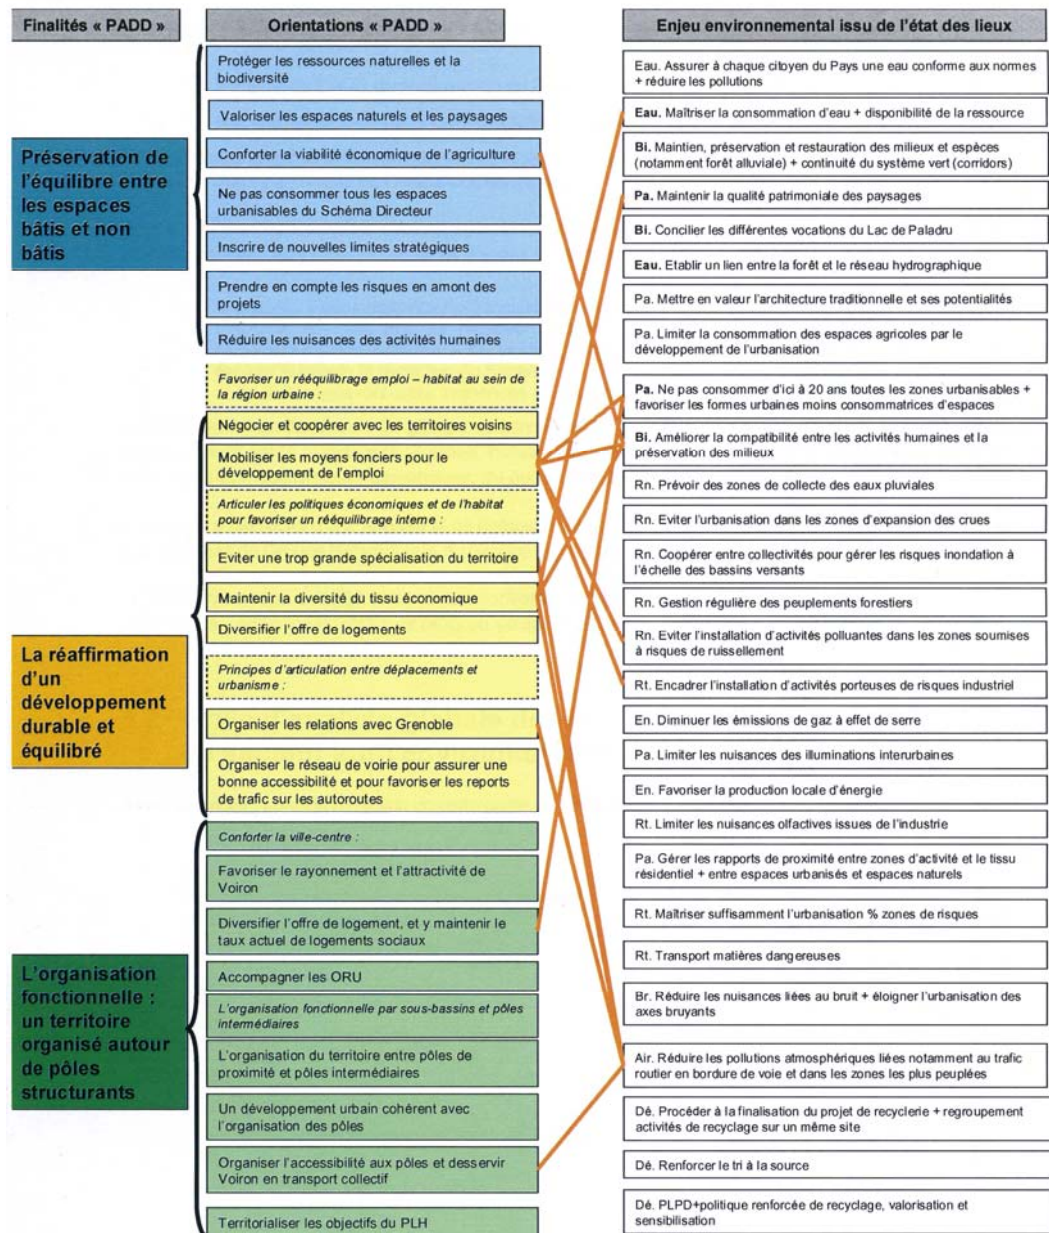 Finalités « PADD »
Orientations « PADD »
Enjeu environnemental issu de l'état des lieux
Préservation de
l'équilibre entre
les espaces
bâtis et non
bâtis
La réaffirmation
d'un
développement
durable et
équilibré
L'organisation
fonctionnelle :
un territoire
organisé autour
de pôles
structurants
Protéger les ressources naturelles et la
biodiversité
Valoriser les espaces naturels et les paysages
Conforter la viabilité économique de l'agriculture
Ne pas consommer tous les espaces
urbanisables du Schéma Directeur
Inscrire de nouvelles limites stratégiques
Prendre en compte les risques en amont des
projets
Réduire les nuisances des activités humaines
Favoriser un rééquilibrage emploi – habitat au sein de
la région urbaine :
Négocier et coopérer avec les territoires voisins
Mobiliser les moyens fonciers pour le
développement de l'emploi
Articuler les politiques économiques et de l'habitat
pour favoriser un rééquilibrage interne :
Eviter une trop grande spécialisation du territoire
Maintenir la diversité du tissu économique
Diversifier l'offre de logements
Principes d'articulation entre déplacements et
urbanisme :
Organiser les relations avec Grenoble
Organiser le réseau de voirie pour assurer une
bonne accessibilité et pour favoriser les reports
de trafic sur les autoroutes
Conforter la ville-centre :
Favoriser le rayonnement et l'attractivité de
Voiron
Diversifier l'offre de logement, et y maintenir le
taux actuel de logements sociaux
Accompagner les ORU
L'organisation fonctionnelle par sous-bassins et pôles
intermédiaires
L'organisation du territoire entre pôles de
proximité et pôles intermédiaires
Un développement urbain cohérent avec
l'organisation des pôles
Organiser l'accessibilité aux pôles et desservir
Voiron en transport collectif
Territorialiser les objectifs du PLH
Eau. Assurer à chaque citoyen du Pays une eau conforme aux normes
+ réduire les pollutions
Eau. Maîtriser la consommation d'eau + disponibilité de la ressource
Bi. Maintien, préservation et restauration des milieux et espèces
(notamment forêt alluviale) + continuité du système vert (corridors)
Pa. Maintenir la qualité patrimoniale des paysages
Bi. Concilier les différentes vocations du Lac de Paladru
Eau. Etablir un lien entre la forêt et le réseau hydrographique
Pa. Mettre en valeur l'architecture traditionnelle et ses potentialités
Pa. Limiter la consommation des espaces agricoles par le
développement de l'urbanisation
Pa. Ne pas consommer d'ici à 20 ans toutes les zones urbanisables +
favoriser les formes urbaines moins consommatrices d'espaces
Bi. Améliorer la compatibilité entre les activités humaines et la
préservation des milieux
Rn. Prévoir des zones de collecte des eaux pluviales
Rn. Eviter l'urbanisation dans les zones d'expansion des crues
Rn. Coopérer entre collectivités pour gérer les risques inondation à
l'échelle des bassins versants
Rn. Gestion régulière des peuplements forestiers
Rn. Eviter l'installation d'activités polluantes dans les zones soumises
à risques de ruissellement
Rt. Encadrer l'installation d'activités porteuses de risques industriel
En. Diminuer les émissions de gaz à effet de serre
Pa. Limiter les nuisances des illuminations interurbaines
En. Favoriser la production locale d'énergie
Rt. Limiter les nuisances olfactives issues de l'industrie
Pa. Gérer les rapports de proximité entre zones d'activité et le tissu
résidentiel + entre espaces urbanisés et espaces naturels
Rt. Maîtriser suffisamment l'urbanisation % zones de risques
Rt. Transport matières dangereuses
Br. Réduire les nuisances liées au bruit + éloigner l'urbanisation des
axes bruyants
Air. Réduire les pollutions atmosphériques liées notamment au trafic
routier en bordure de voie et dans les zones les plus peuplées
Dé. Procéder à la finalisation du projet de recyclerie + regroupement
activités de recyclage sur un même site
Dé. Renforcer le tri à la source
Dé. PLPD+politique renforcée de recyclage, valorisation et
sensibilisation